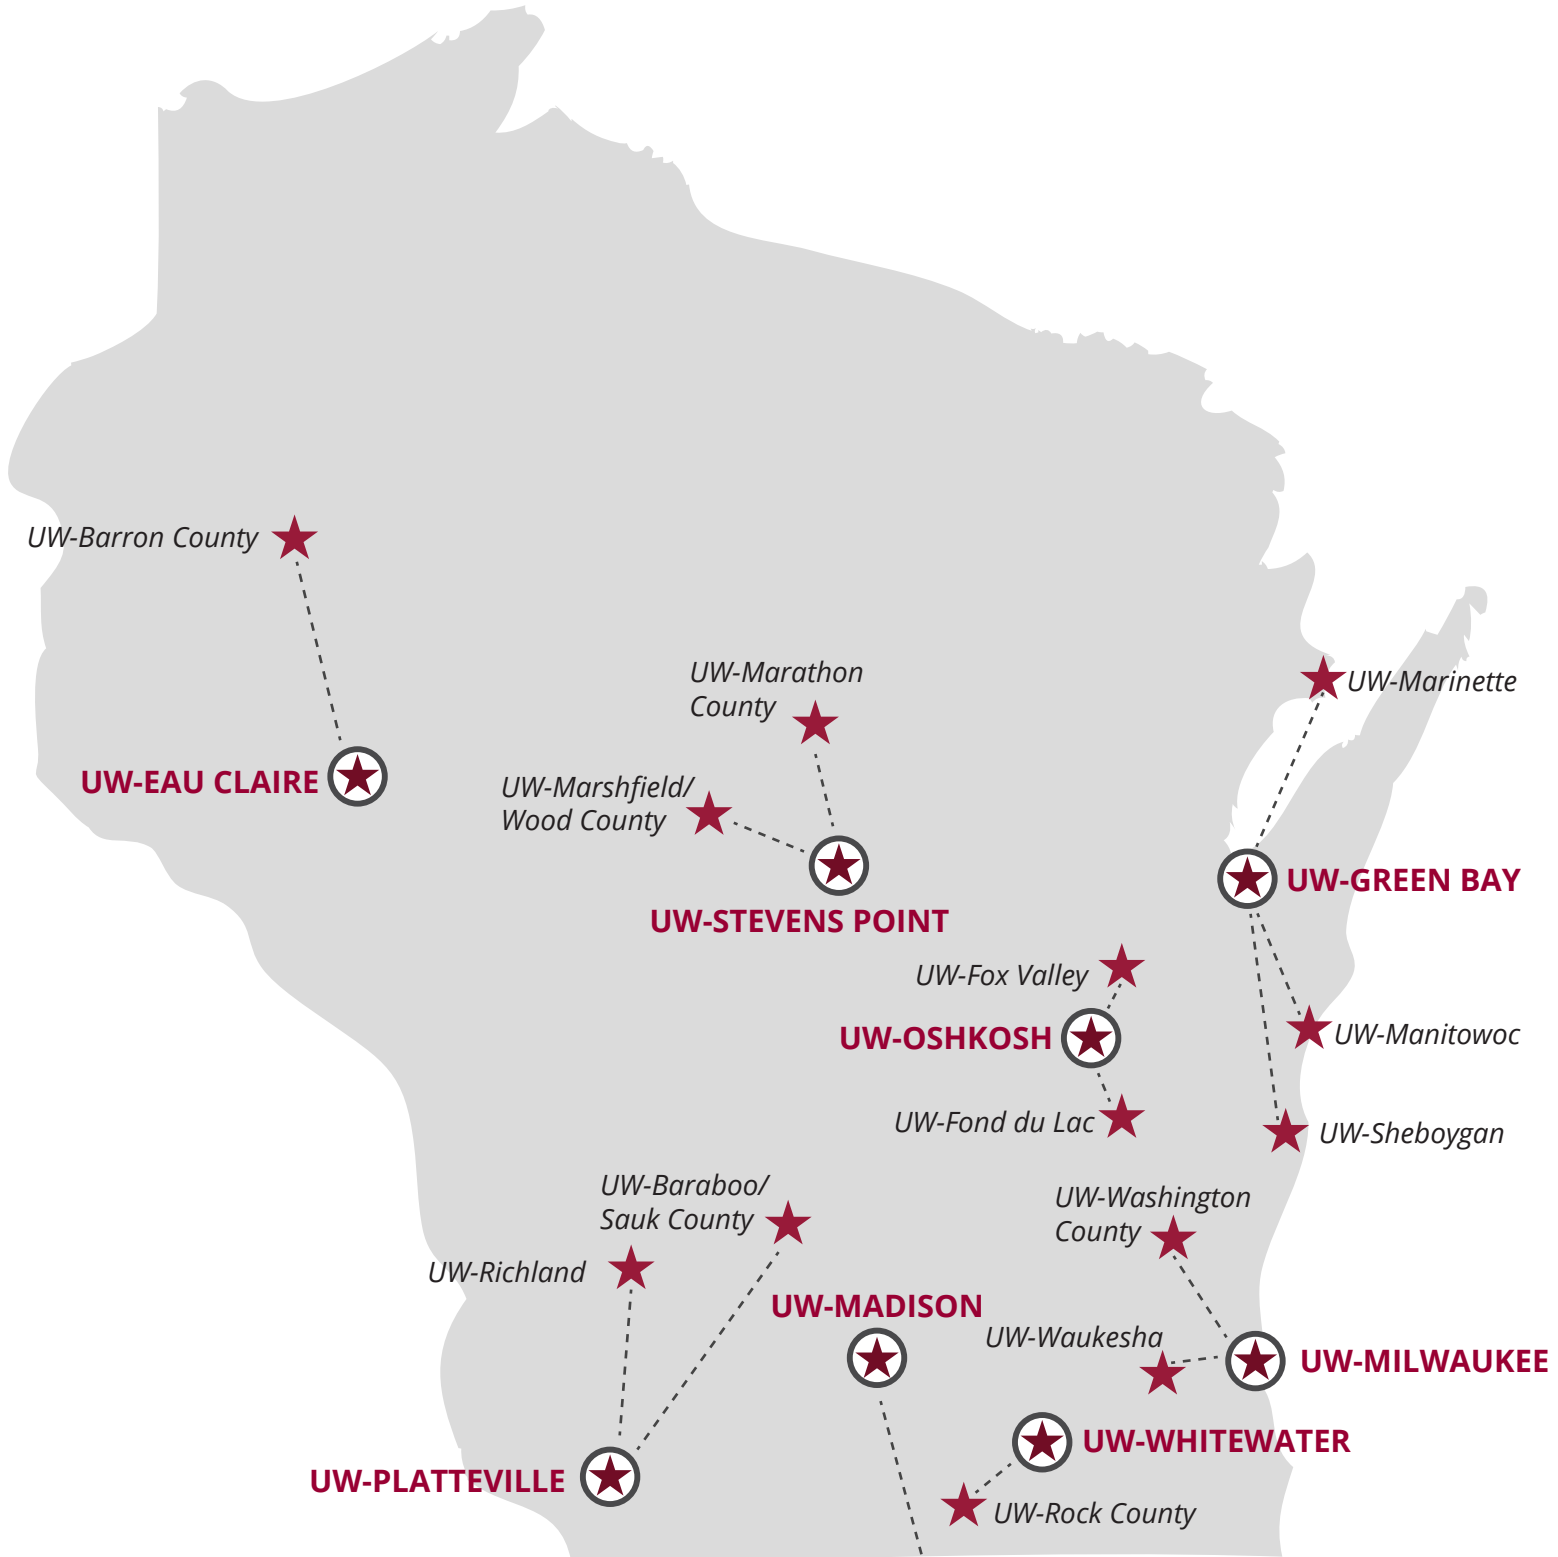 UW-Barron County
UW-EAU CLAIRE
UW-Marathon
County
UW-Marshfield/
Wood County
UW-STEVENS POINT
UW-Marinette
UW-GREEN BAY
UW-Fox Valley
UW-OSHKOSH
UW-Manitowoc
UW-Fond du Lac
UW-Sheboygan
UW-Baraboo/
Sauk County
UW-Richland
UW-Washington
County
UW-MADISON
UW-Waukesha
UW-MILWAUKEE
UW-WHITEWATER
UW-PLATTEVILLE
UW-Rock County